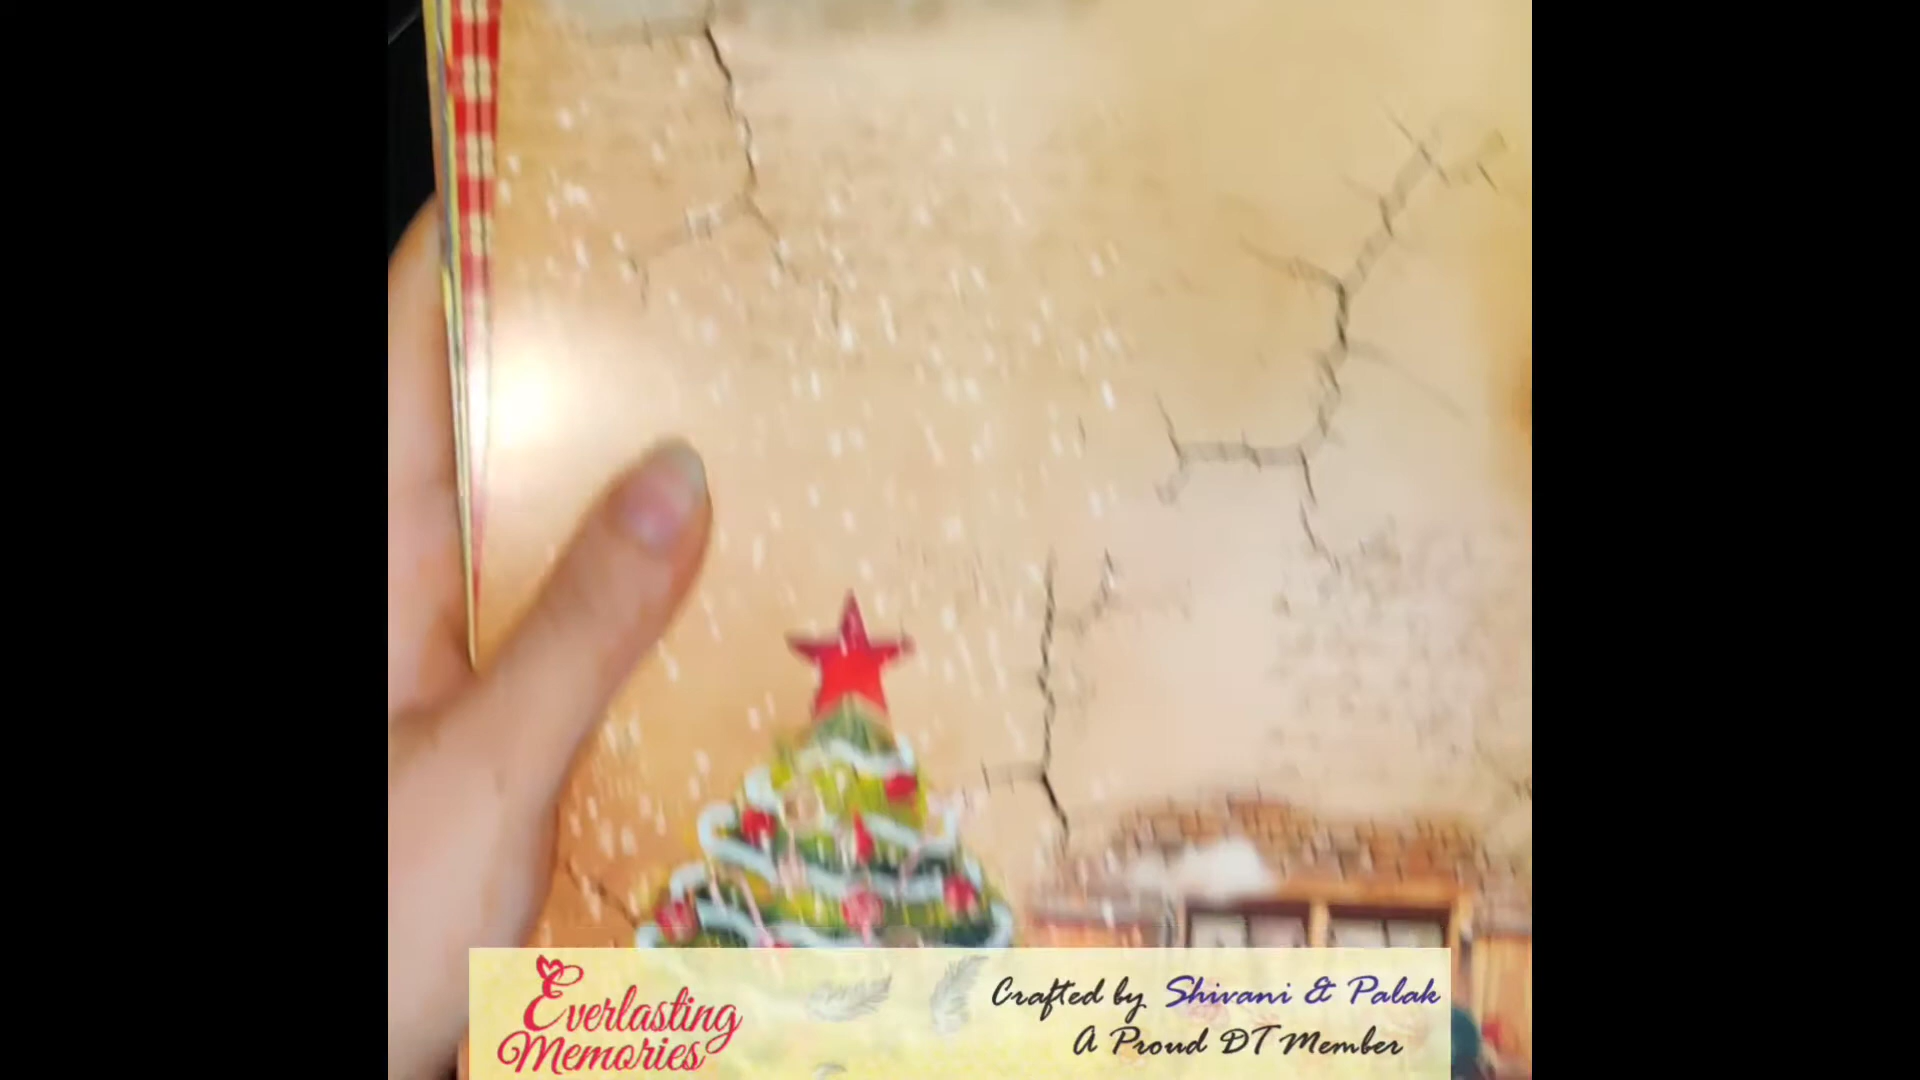 Everlasting
Memories
Crafted by Shivani & Palak
A Proud DT Member